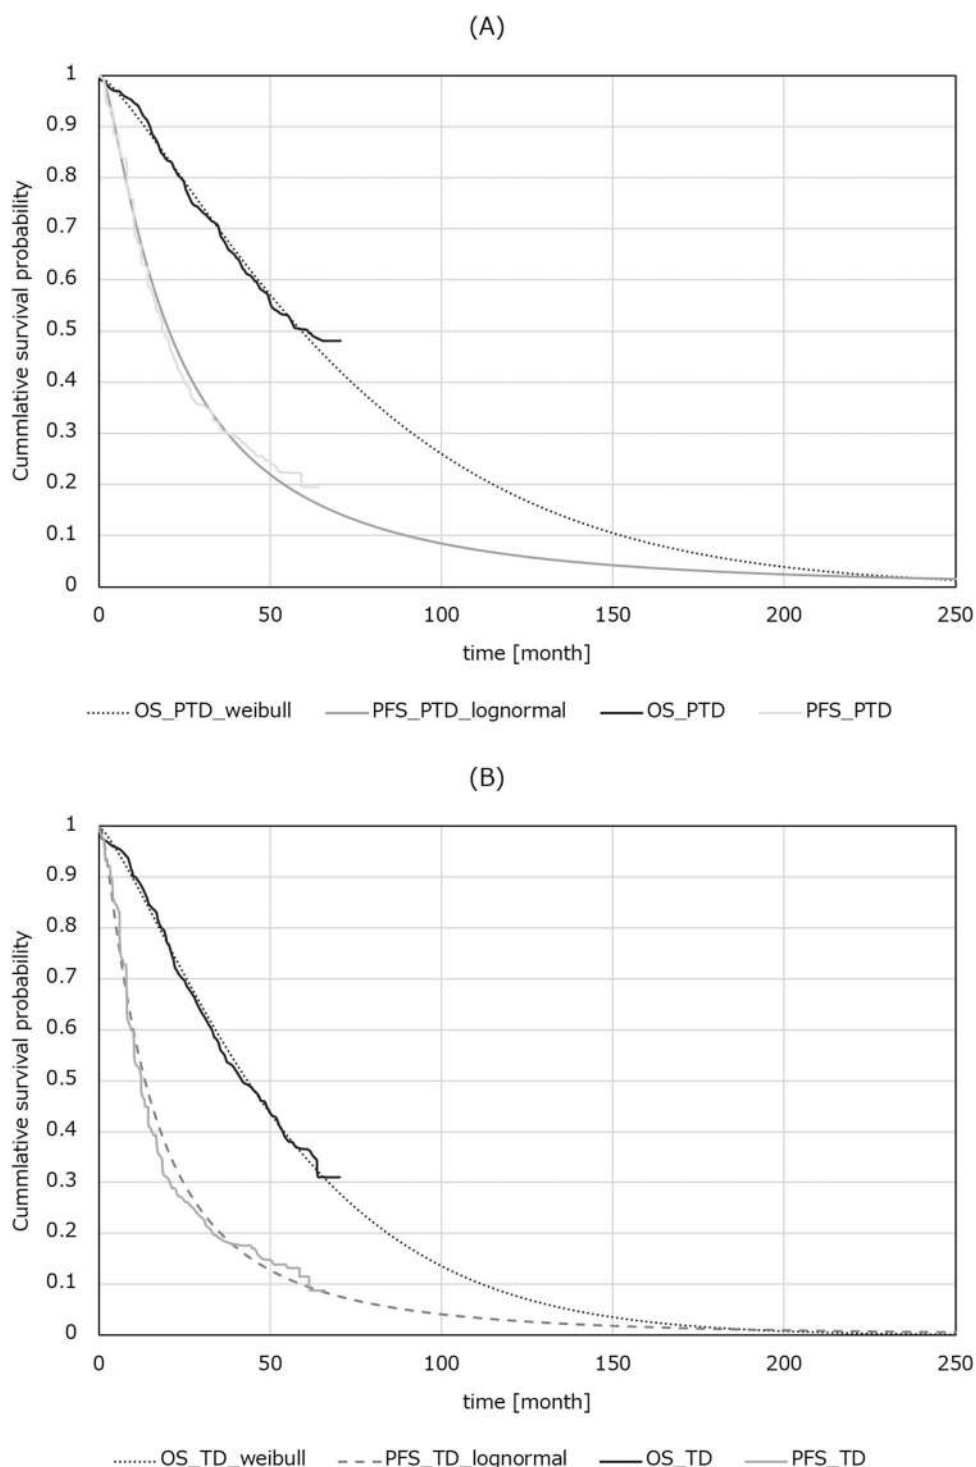 (A)
Cummlative survival probability
1
0.9
0.8
0.7
0.6
0.5
0.4
0.3
0.2
0.1
0
0 50 100 150 200 250
time [month]
OS_PTD_weibull PFS_PTD_lognormal OS_PTD PFS_PTD
(B)
Cummlative survival probability
1
0.9
0.8
0.7
0.6
0.5
0.4
0.3
0.2
0.1
0
0 50 100 150 200 250
time [month]
OS_TD_weibull PFS_TD_lognormal OS_TD PFS_TD